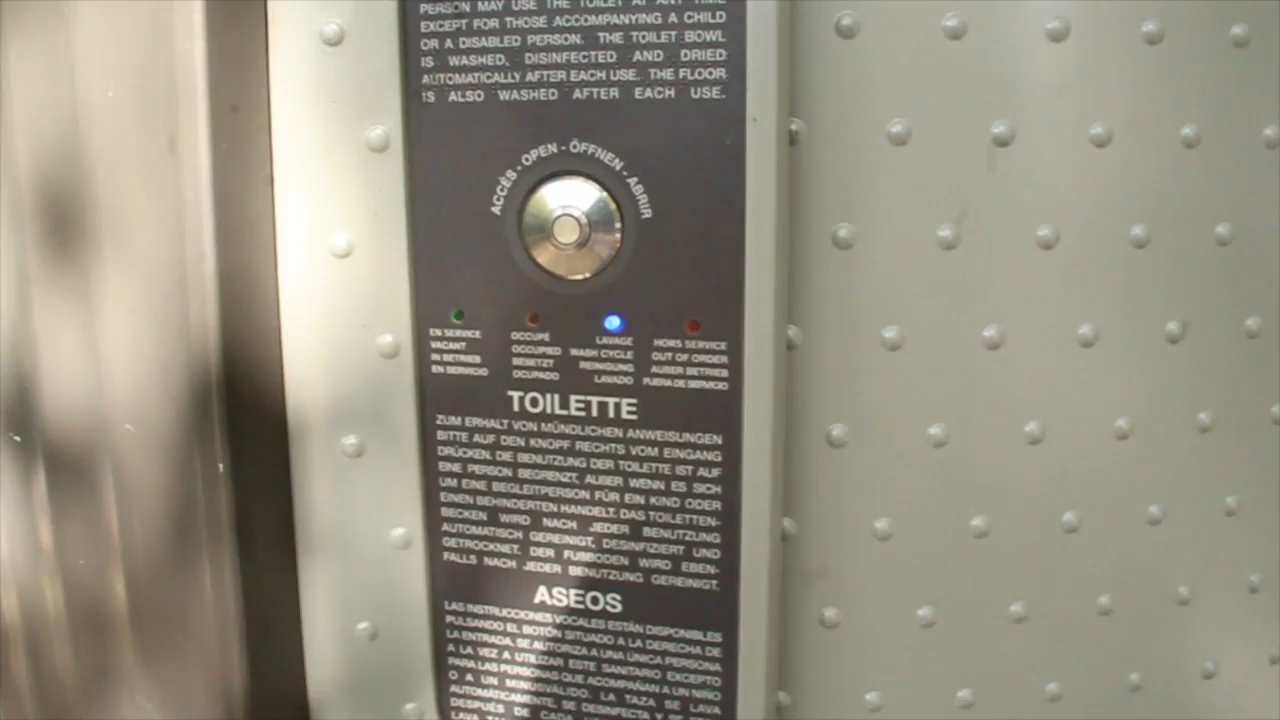 PERSON MAY USE THE TOILET AT ANY TIME
EXCEPT FOR THOSE ACCOMPANYING A CHILD
OR A DISABLED PERSON. THE TOILET BOWL
IS WASHED, DISINFECTED AND DRIED
AUTOMATICALLY AFTER EACH USE. THE FLOOR
IS ALSO WASHED AFTER EACH USE.
ACCÈS - OPEN - ÖFFNEN - ABRIR
EN SERVICE
VACANT
IN BETRIEB
EN SERVICIO
OCCUPÉ
OCCUPIED
BESETZT
OCUPADO
LAVAGE
WASH CYCLE
REINIGUNG
LAVADO
HORS SERVICE
OUT OF ORDER
AUßER BETRIEB
FUERA DE SERVICIO
TOILETTE
ZUM ERHALT VON MÜNDLICHEN ANWEISUNGEN
BITTE AUF DEN KNOPF RECHTS VOM EINGANG
DRÜCKEN. DIE BENUTZUNG DER TOILETTE IST AUF
EINE PERSON BEGRENZT, AUßER WENN ES SICH
UM EINE BEGLEITPERSON FÜR EIN KIND ODER
EINEN BEHINDERTEN HANDELT. DAS TOILETTEN-
BECKEN WIRD NACH JEDER BENUTZUNG
AUTOMATISCH GEREINIGT, DESINFIZIERT UND
GETROCKNET. DER FUßBODEN WIRD EBEN-
FALLS NACH JEDER BENUTZUNG GEREINIGT.
ASEOS
LAS INSTRUCCIONES VOCALES ESTÁN DISPONIBLES
PULSANDO EL BOTÓN SITUADO A LA DERECHA DE
LA ENTRADA. SE AUTORIZA A UNA ÚNICA PERSONA
A LA VEZ A UTILIZAR ESTE SANITARIO EXCEPTO
PARA LAS PERSONAS QUE ACOMPAÑAN A UN NIÑO
O A UN MINUSVÁLIDO. LA TAZA SE LAVA
AUTOMÁTICAMENTE, SE DESINFECTA Y SE
DESPUÉS DE CADA
LAVA